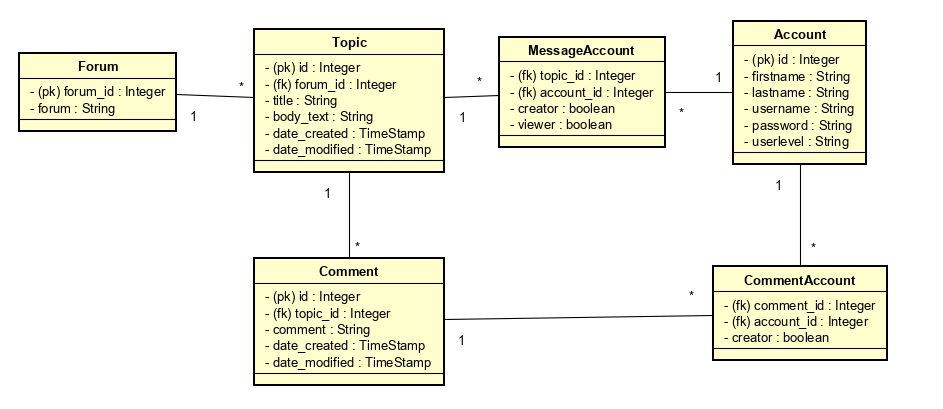 Forum
- (pk) forum_id : Integer
- forum : String
1
*
Topic
- (pk) id : Integer
- (fk) forum_id : Integer
- title : String
- body_text : String
- date_created : TimeStamp
- date_modified : TimeStamp
*
1
MessageAccount
- (fk) topic_id : Integer
- (fk) account_id : Integer
- creator : boolean
- viewer : boolean
1
*
Account
- (pk) id : Integer
- firstname : String
- lastname : String
- username : String
- password : String
- userlevel : String
1
*
1
*
Comment
- (pk) id : Integer
- (fk) topic_id : Integer
- comment : String
- date_created : TimeStamp
- date_modified : TimeStamp
1
*
CommentAccount
- (fk) comment_id : Integer
- (fk) account_id : Integer
- creator : boolean